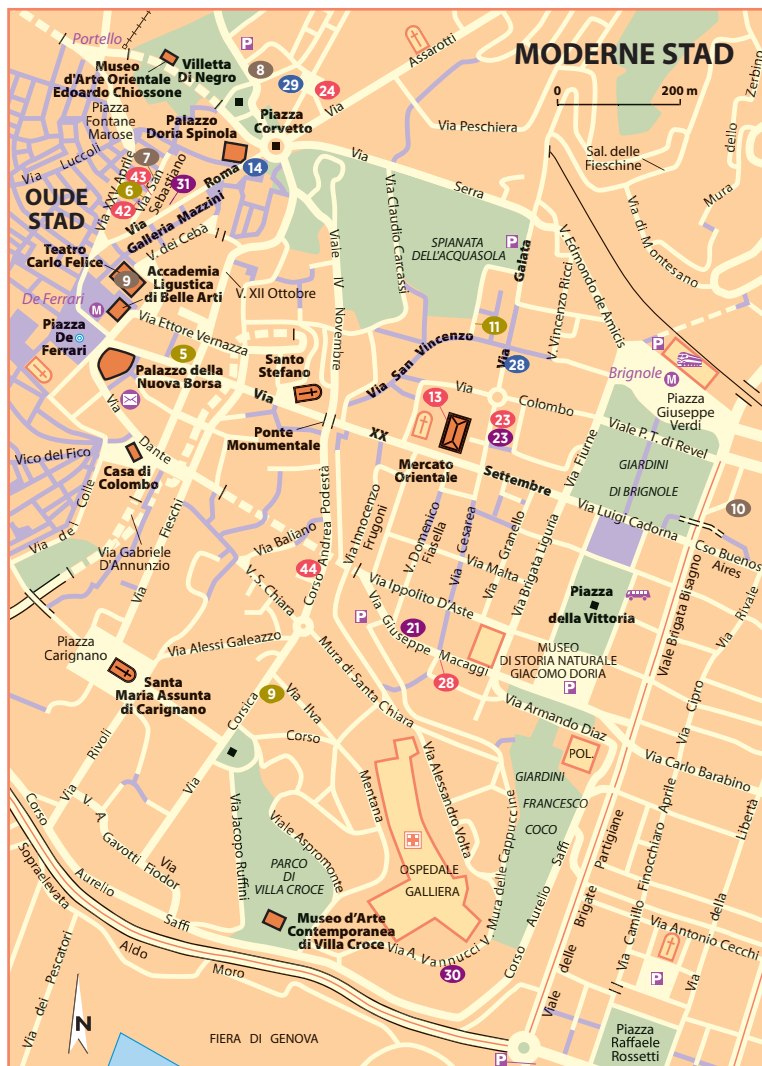 MODERNE STAD
0 200 m
Portello
Museo
d'Arte Orientale
Edoardo Chiossone
Villetta
Di Negro
P
8
29
24
Via
Assarotti
Zerbino
dello
Mura
Piazza
Fontane
Marose
Palazzo
Doria Spinola
Piazza
Corvetto
Via Peschiera
Sal. delle
Fieschine
Via Luccoli
7
43
6
42
31
14
Via XXV Aprile
Via San
Sebastiano
Via
Roma
Galleria Mazzini
Via
Serra
Via di Montesano
OUDE
STAD
V. dei Cebà
Viale IV Novembre
Via Claudio Carcassi
SPIANATA
DELL'ACQUASOLA
P
Via
Galata
V. Vincenzo Ricci
V. Edmondo de Amicis
Teatro
Carlo Felice
9
Accademia
Ligustica
di Belle Arti
V. XII Ottobre
De Ferrari
M
Piazza
De
Ferrari
Via Ettore Vernazza
5
Palazzo della
Nuova Borsa
Santo
Stefano
Via San Vincenzo
11
28
P
Brignole
M
Piazza
Giuseppe
Verdi
Via
Colombo
13
23
23
Via
XX
Settembre
Ponte
Monumentale
Mercato
Orientale
Via Fiume
Viale P. T. di Revel
GIARDINI
DI BRIGNOLE
Via
Dante
Vico del Fico
Casa di
Colombo
Via dei Colle
Via Gabriele
D'Annunzio
Via
Fieschi
Via Baliano
44
V. S. Chiara
Corso Andrea Podestà
Via Innocenzo
Frugoni
V. Domenico
Fiasella
Via Cesarea
Via Granello
Via Malta
Via Brigata Liguria
Via Luigi Cadorna
10
Cso Buenos
Aires
Via Ippolito D'Aste
Piazza
della Vittoria
Viale Brigata Bisagno
Via Rivale
P
Via Giuseppe Macaggi
21
28
MUSEO
DI STORIA NATURALE
GIACOMO DORIA
P
Piazza
Carignano
Via Alessi Galeazzo
Mura di Santa Chiara
Santa
Maria Assunta
di Carignano
9
Via Corsica
Via Ilva
Corso
Mentana
Via Armando Diaz
POL.
Via Cipro
Via Carlo Barabino
Via Rivoli
V. A.
Gavotti
Via
Fiodor
Via Jacopo Ruffini
Viale Aspromonte
PARCO
DI
VILLA CROCE
Via Alessandro Volta
OSPEDALE
GALLIERA
GIARDINI
FRANCESCO
COCO
V. Mura delle Cappuccine
Corso Aurelio Saffi
Viale delle Brigate Partigiane
Via Camillo Finocchiaro Aprile
Via della Libertà
Via Antonio Cecchi
P
Corso
Aurelio
Saffi
Sopraelevata
Aldo
Moro
Museo d'Arte
Contemporanea
di Villa Croce
Via A. Vannucci
30
Via dei Pescatori
N
FIERA DI GENOVA
P
Piazza
Raffaele
Rossetti